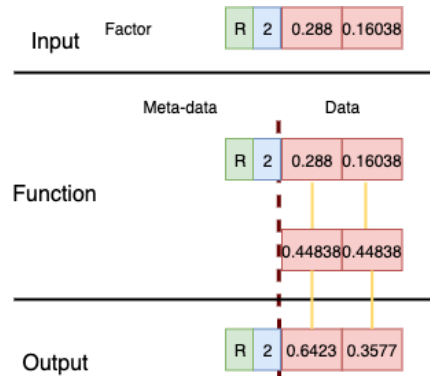 Input Factor R 2 0.288 0.16038
Meta-data Data
R 2 0.288 0.16038
Function
0.44838 0.44838
Output R 2 0.6423 0.3577